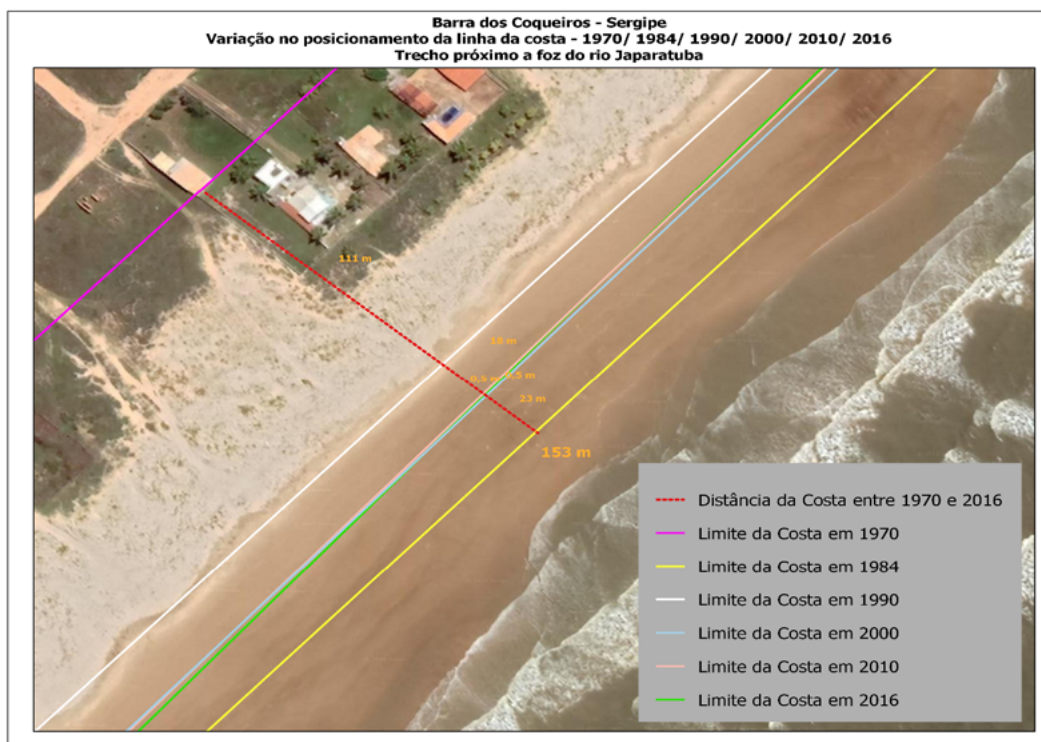 Barra dos Coqueiros - Sergipe
Variação no posicionamento da linha da costa - 1970/ 1984/ 1990/ 2000/ 2010/ 2016
Trecho próximo a foz do rio Japaratuba
111 m
18 m
0,5 m
23 m
153 m
Distância da Costa entre 1970 e 2016
Limite da Costa em 1970
Limite da Costa em 1984
Limite da Costa em 1990
Limite da Costa em 2000
Limite da Costa em 2010
Limite da Costa em 2016